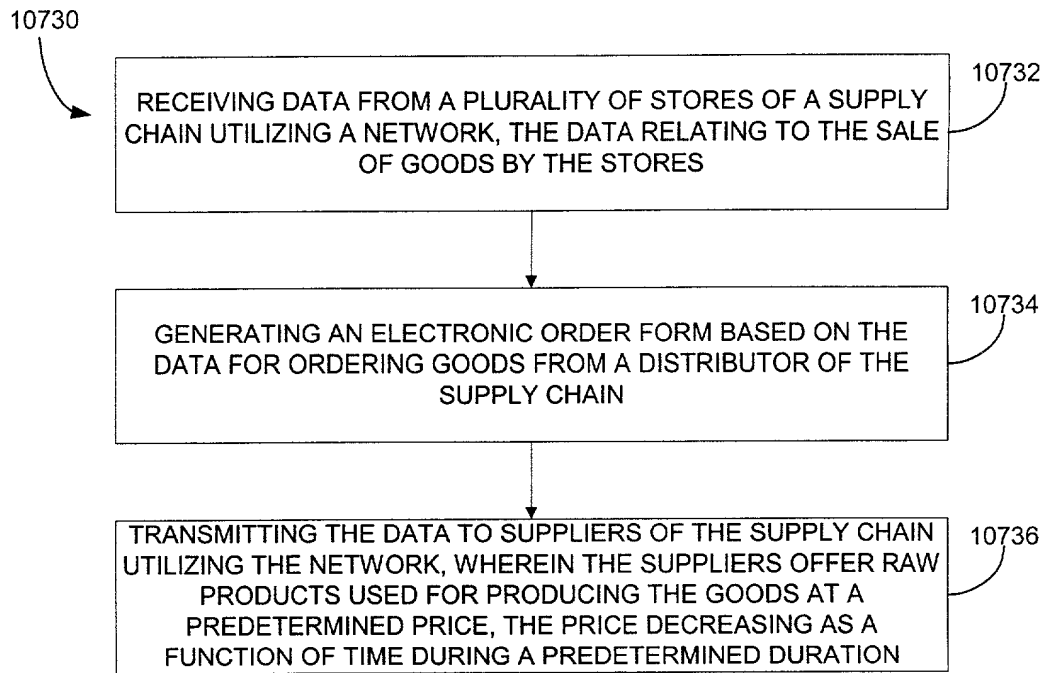 10730
10732
RECEIVING DATA FROM A PLURALITY OF STORES OF A SUPPLY
CHAIN UTILIZING A NETWORK, THE DATA RELATING TO THE SALE
OF GOODS BY THE STORES
10734
GENERATING AN ELECTRONIC ORDER FORM BASED ON THE
DATA FOR ORDERING GOODS FROM A DISTRIBUTOR OF THE
SUPPLY CHAIN
10736
TRANSMITTING THE DATA TO SUPPLIERS OF THE SUPPLY CHAIN
UTILIZING THE NETWORK, WHEREIN THE SUPPLIERS OFFER RAW
PRODUCTS USED FOR PRODUCING THE GOODS AT A
PREDETERMINED PRICE, THE PRICE DECREASING AS A
FUNCTION OF TIME DURING A PREDETERMINED DURATION